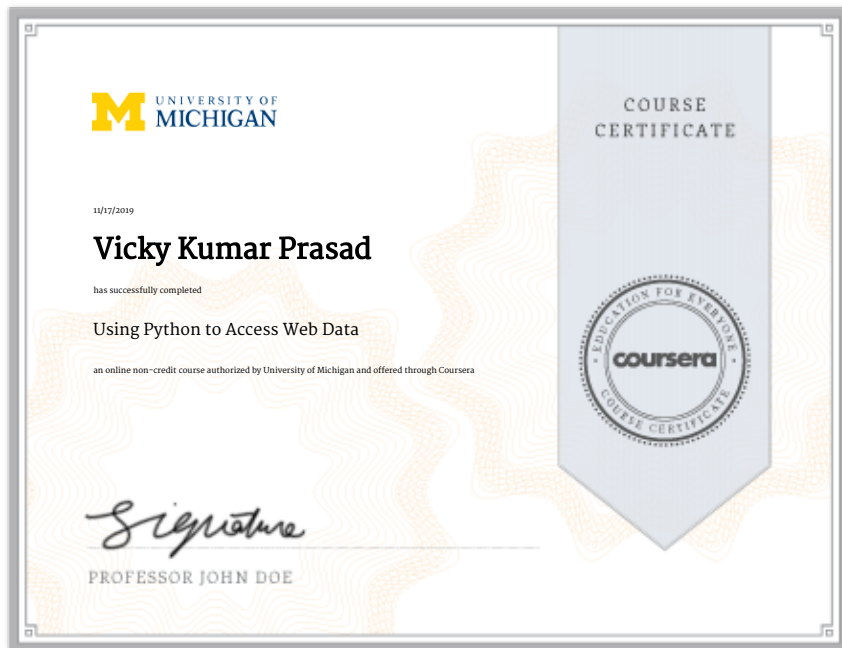 UNIVERSITY OF
MICHIGAN
COURSE
CERTIFICATE
11/17/2019
Vicky Kumar Prasad
has successfully completed
Using Python to Access Web Data
an online non-credit course authorized by University of Michigan and offered through Coursera
EDUCATION FOR EVERYONE
coursera
COURSE CERTIFICATE
Signature
PROFESSOR JOHN DOE